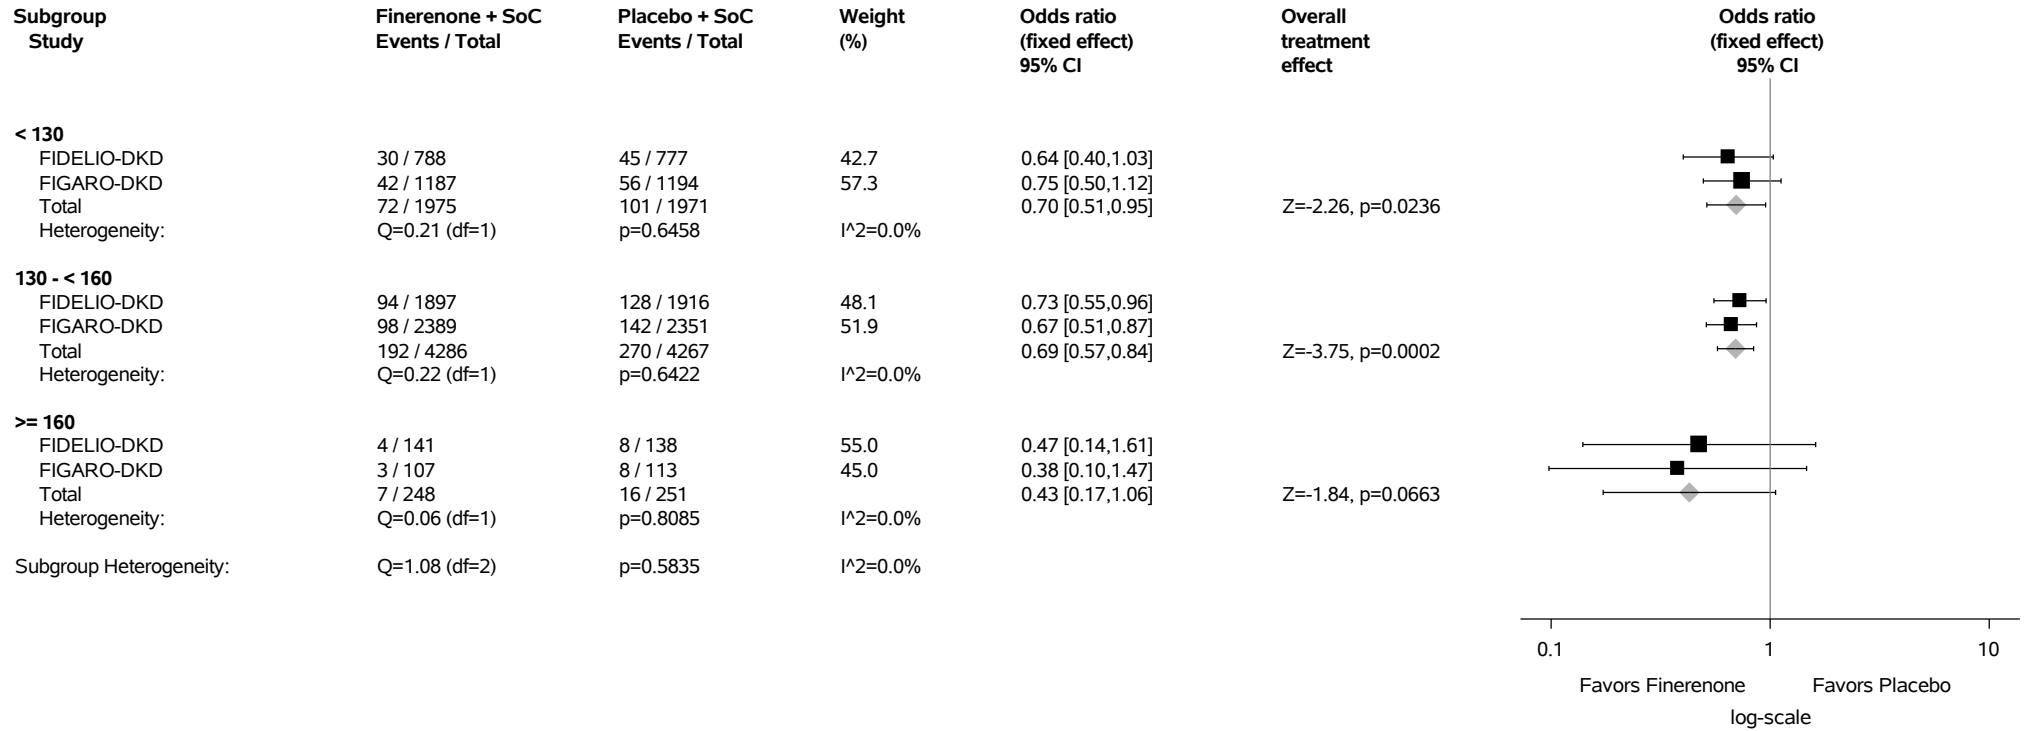 Subgroup Finerenone + SoC Placebo + SoC Weight Odds ratio Overall Odds ratio
Study Events / Total Events / Total (%) (fixed effect) treatment (fixed effect)
95% CI effect 95% CI
< 130
FIDELIO-DKD 30 / 788 45 / 777 42.7 0.64 [0.40,1.03]
FIGARO-DKD 42 / 1187 56 / 1194 57.3 0.75 [0.50,1.12]
Total 72 / 1975 101 / 1971 0.70 [0.51,0.95] Z=-2.26, p=0.0236
Heterogeneity: Q=0.21 (df=1) p=0.6458 I^2=0.0%
130 - < 160
FIDELIO-DKD 94 / 1897 128 / 1916 48.1 0.73 [0.55,0.96]
FIGARO-DKD 98 / 2389 142 / 2351 51.9 0.67 [0.51,0.87]
Total 192 / 4286 270 / 4267 0.69 [0.57,0.84] Z=-3.75, p=0.0002
Heterogeneity: Q=0.22 (df=1) p=0.6422 I^2=0.0%
>= 160
FIDELIO-DKD 4 / 141 8 / 138 55.0 0.47 [0.14,1.61]
FIGARO-DKD 3 / 107 8 / 113 45.0 0.38 [0.10,1.47]
Total 7 / 248 16 / 251 0.43 [0.17,1.06] Z=-1.84, p=0.0663
Heterogeneity: Q=0.06 (df=1) p=0.8085 I^2=0.0%
Subgroup Heterogeneity: Q=1.08 (df=2) p=0.5835 I^2=0.0%
0.1 1 10
Favors Finerenone Favors Placebo
log-scale